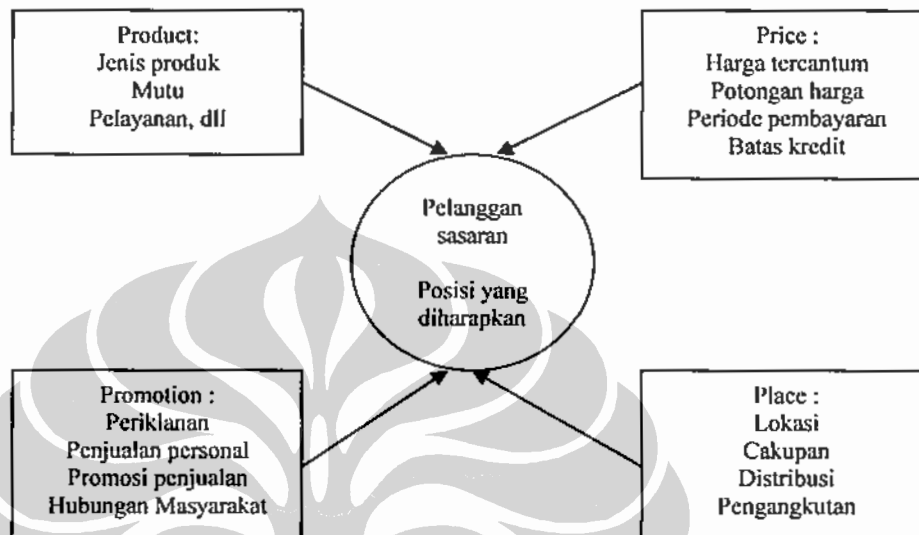 Product:
Jenis produk
Mutu
Pelayanan, dll
Price :
Harga tercantum
Potongan harga
Periode pembayaran
Batas kredit
Pelanggan
sasaran
Posisi yang
diharapkan
Promotion :
Periklanan
Penjualan personal
Promosi penjualan
Hubungan Masyarakat
Place :
Lokasi
Cakupan
Distribusi
Pengangkutan